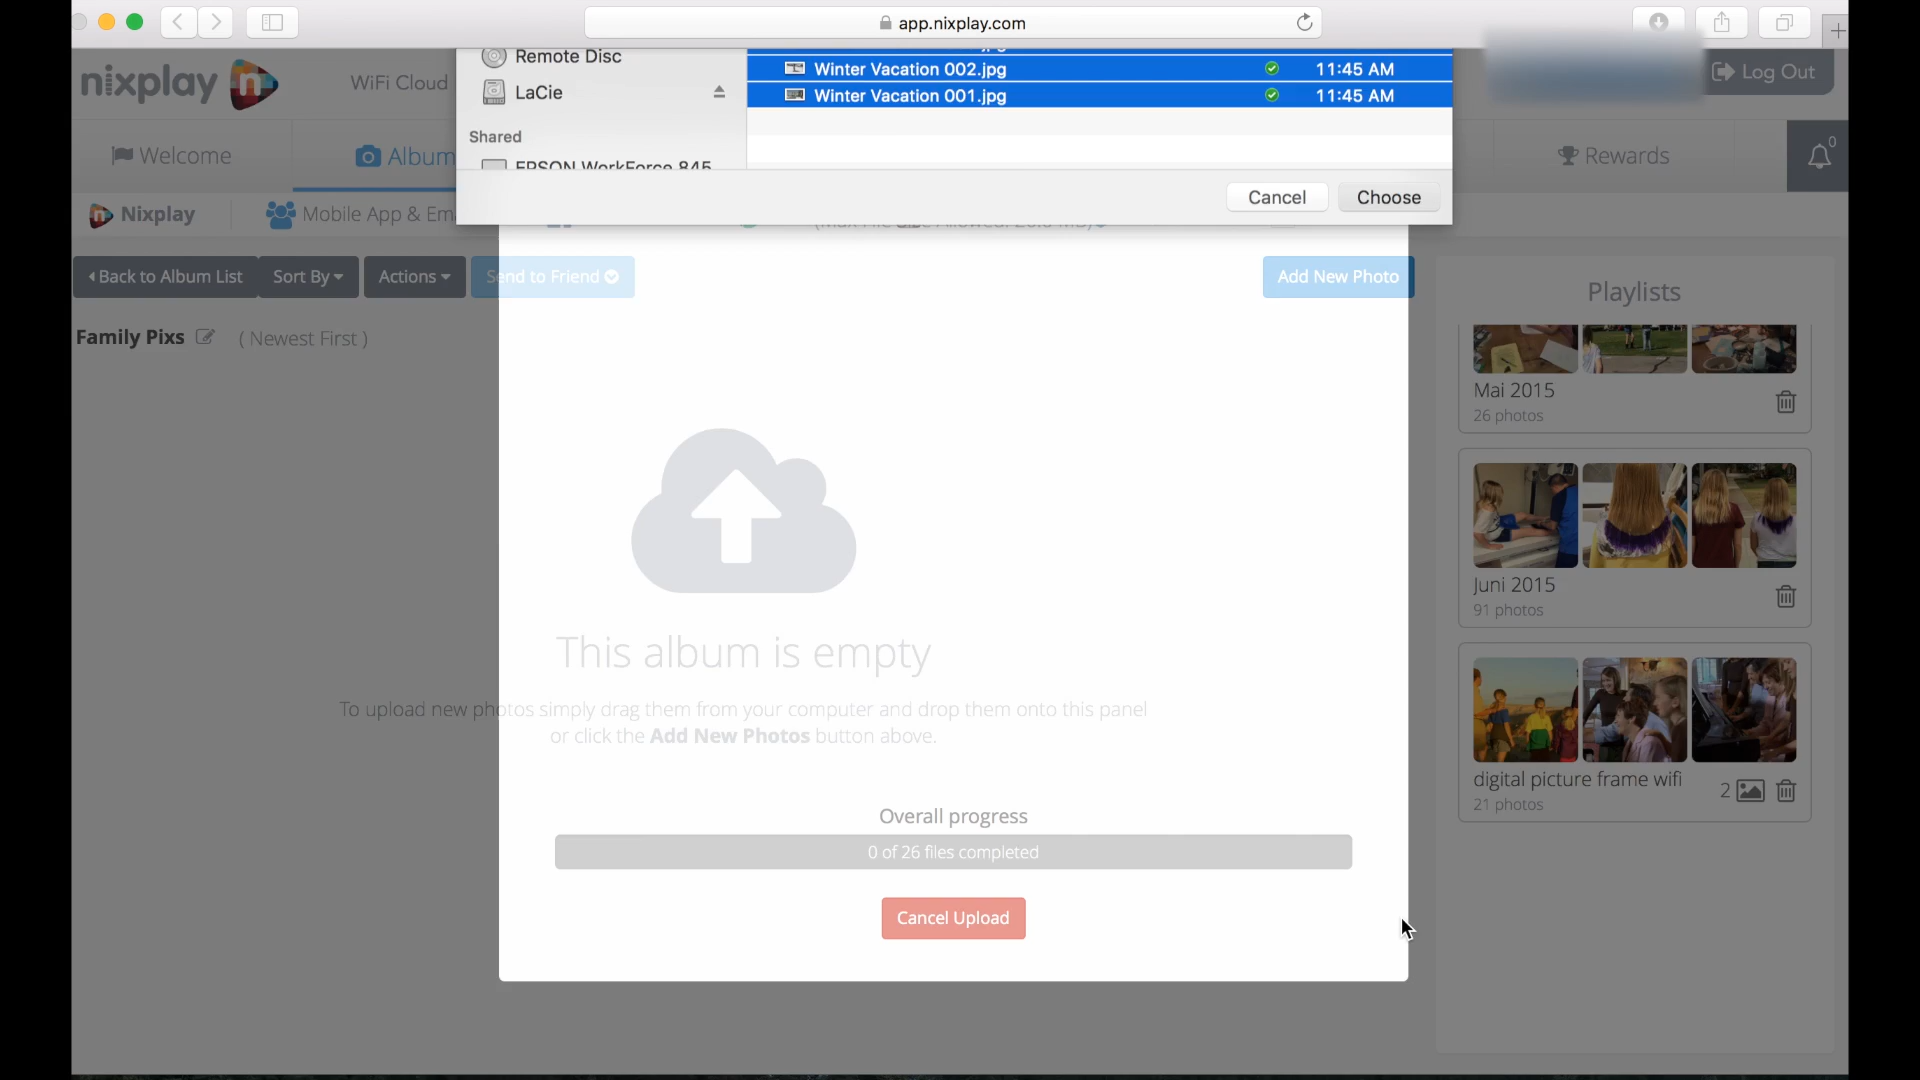 app.nixplay.com
Remote Disc
LaCie
Shared
EPSON WorkForce 845
Winter Vacation 002.jpg 11:45 AM
Winter Vacation 001.jpg 11:45 AM
Cancel Choose
nixplay n
WiFi Cloud
Log Out
Welcome
Album
Rewards
0
Nixplay
Mobile App & Ema
Back to Album List
Sort By
Actions
Send to Friend
Add New Photo
Family Pixs
( Newest First )
This album is empty
To upload new photos simply drag them from your computer and drop them onto this panel
or click the Add New Photos button above.
Overall progress
0 of 26 files completed
Cancel Upload
Playlists
Mai 2015
26 photos
Juni 2015
91 photos
digital picture frame wifi
21 photos
2